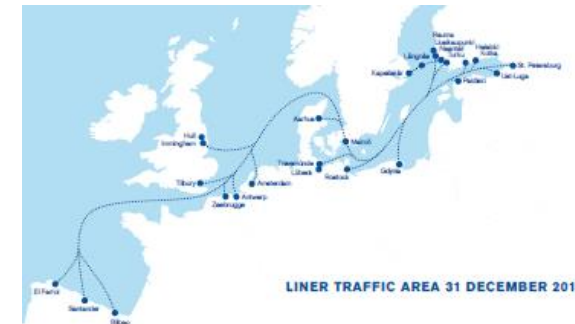 Rauma
Uusikaupunki
Naantali
Helsinki
Turku
Kotka
Långnäs
St. Petersburg
Kapellskär
Ust-Luga
Paldiski
Aarhus
Hull
Immingham
Malmö
Travemünde
Lübeck
Rostock
Gdynia
Tilbury
Amsterdam
Antwerp
Zeebrugge
El Ferrol
Santander
Bilbao
LINER TRAFFIC AREA 31 DECEMBER 201